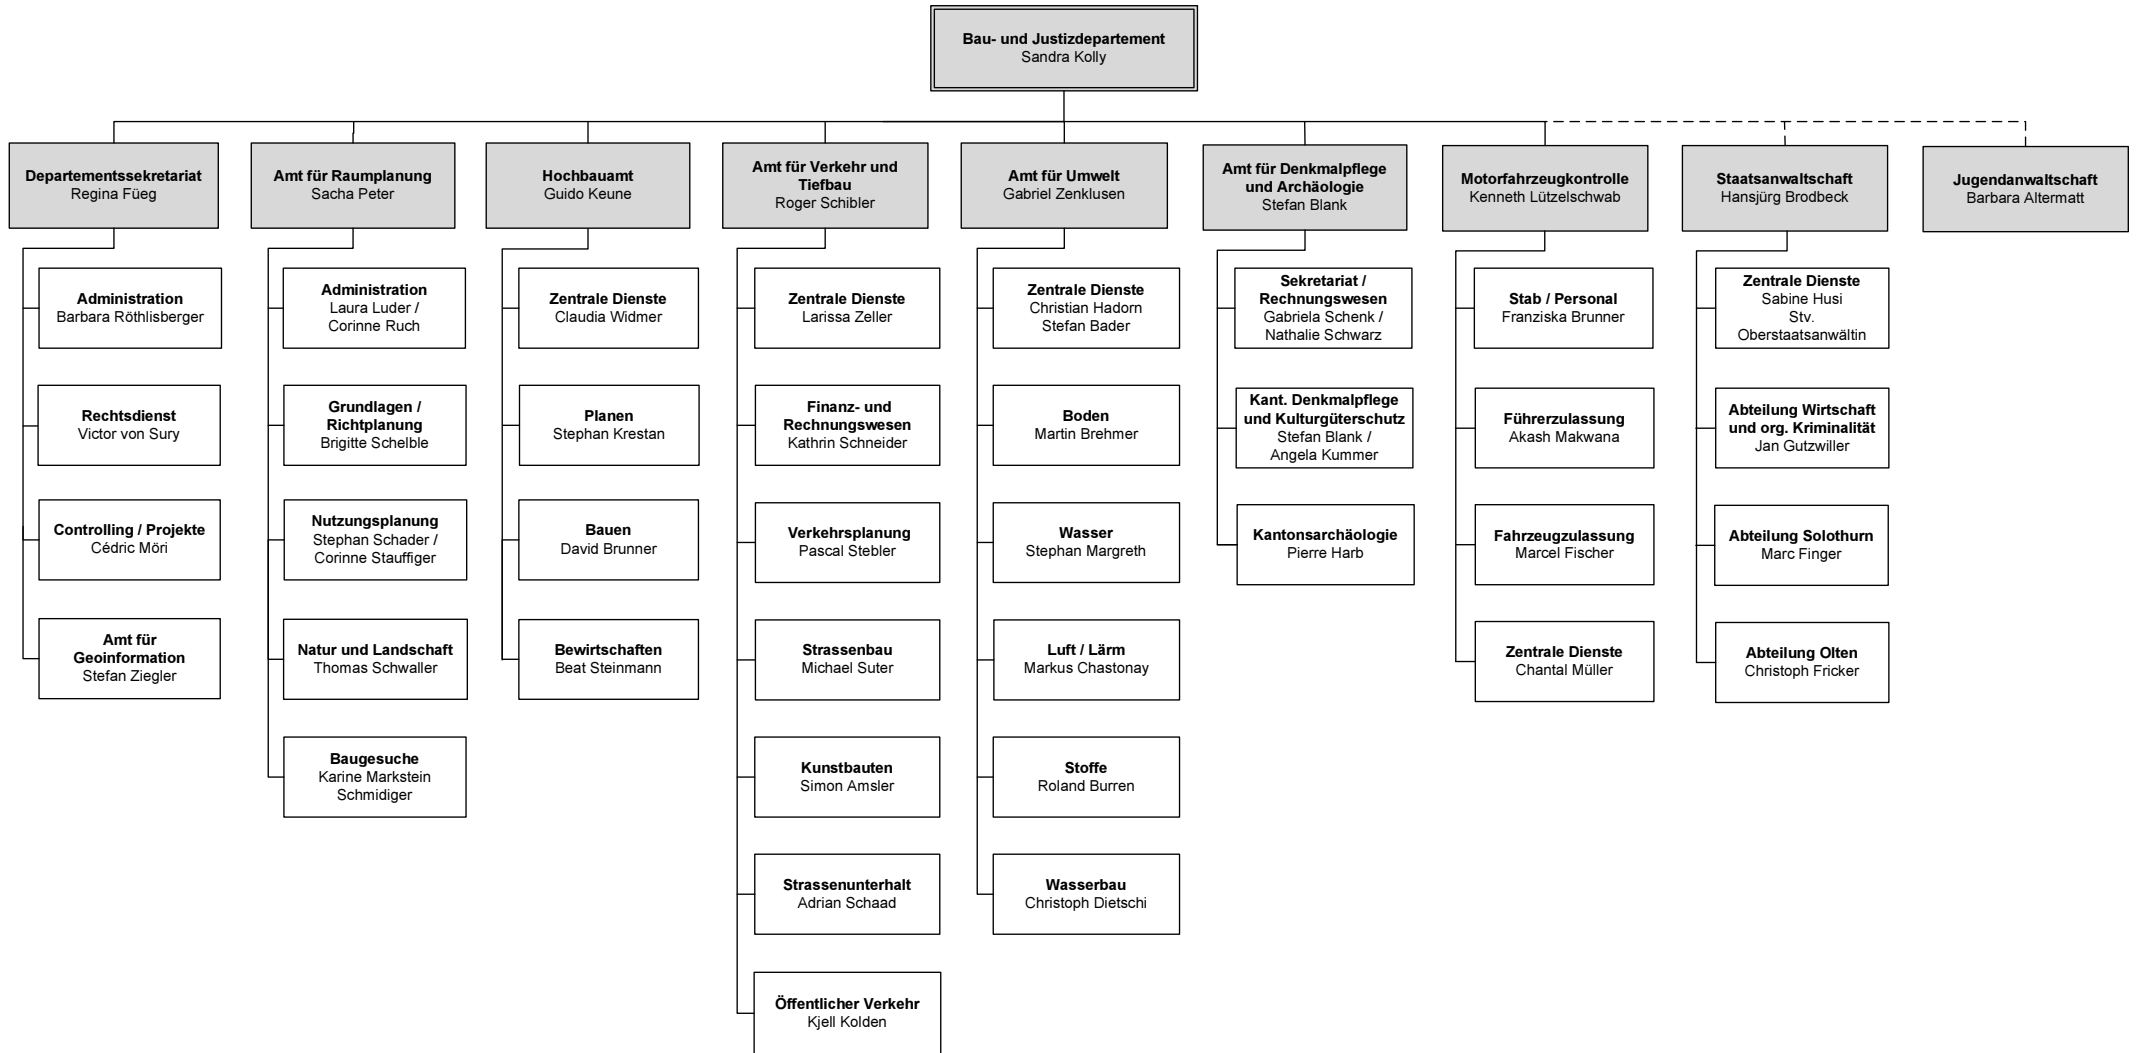 Bau- und Justizdepartement
Sandra Kolly
Departementssekretariat
Regina Füeg
Administration
Barbara Röthlisberger
Rechtsdienst
Victor von Sury
Controlling / Projekte
Cédric Möri
Amt für
Geoinformation
Stefan Ziegler
Amt für Raumplanung
Sacha Peter
Administration
Laura Luder /
Corinne Ruch
Grundlagen /
Richtplanung
Brigitte Schelble
Nutzungsplanung
Stephan Schader /
Corinne Stauffiger
Natur und Landschaft
Thomas Schwaller
Baugesuche
Karine Markstein
Schmidiger
Hochbauamt
Guido Keune
Zentrale Dienste
Claudia Widmer
Planen
Stephan Krestan
Bauen
David Brunner
Bewirtschaften
Beat Steinmann
Amt für Verkehr und
Tiefbau
Roger Schibler
Zentrale Dienste
Larissa Zeller
Finanz- und
Rechnungswesen
Kathrin Schneider
Verkehrsplanung
Pascal Stebler
Strassenbau
Michael Suter
Kunstbauten
Simon Amsler
Strassenunterhalt
Adrian Schaad
Öffentlicher Verkehr
Kjell Kolden
Amt für Umwelt
Gabriel Zenklusen
Zentrale Dienste
Christian Hadorn
Stefan Bader
Boden
Martin Brehmer
Wasser
Stephan Margreth
Luft / Lärm
Markus Chastonay
Stoffe
Roland Burren
Wasserbau
Christoph Dietschi
Amt für Denkmalpflege
und Archäologie
Stefan Blank
Sekretariat /
Rechnungswesen
Gabriela Schenk /
Nathalie Schwarz
Kant. Denkmalpflege
und Kulturgüterschutz
Stefan Blank /
Angela Kummer
Kantonsarchäologie
Pierre Harb
Motorfahrzeugkontrolle
Kenneth Lützelschwab
Stab / Personal
Franziska Brunner
Führerzulassung
Akash Makwana
Fahrzeugzulassung
Marcel Fischer
Zentrale Dienste
Chantal Müller
Staatsanwaltschaft
Hansjürg Brodbeck
Zentrale Dienste
Sabine Husi
Stv.
Oberstaatsanwältin
Abteilung Wirtschaft
und org. Kriminalität
Jan Gutzwiller
Abteilung Solothurn
Marc Finger
Abteilung Olten
Christoph Fricker
Jugendanwaltschaft
Barbara Altermatt